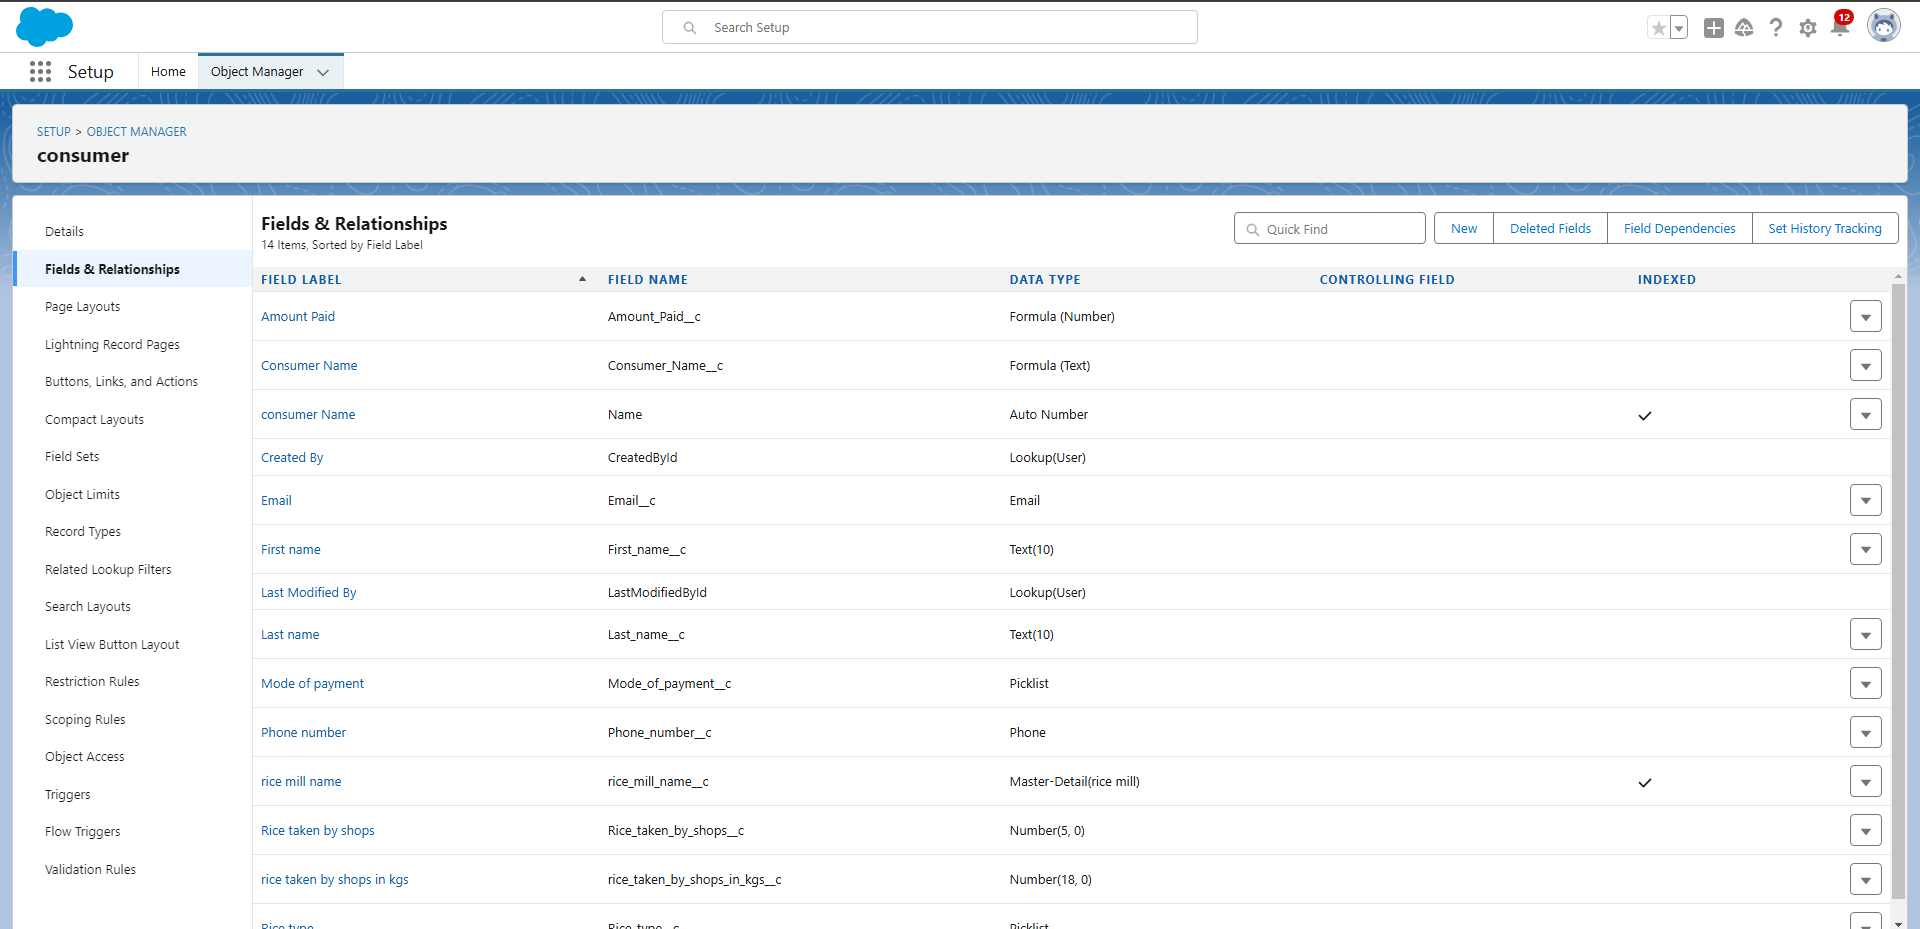 Search Setup
12
Setup
Home
Object Manager
SETUP > OBJECT MANAGER
consumer
Details
Fields & Relationships
Page Layouts
Lightning Record Pages
Buttons, Links, and Actions
Compact Layouts
Field Sets
Object Limits
Record Types
Related Lookup Filters
Search Layouts
List View Button Layout
Restriction Rules
Scoping Rules
Object Access
Triggers
Flow Triggers
Validation Rules
Fields & Relationships
14 Items, Sorted by Field Label
Quick Find
New
Deleted Fields
Field Dependencies
Set History Tracking
FIELD LABEL FIELD NAME DATA TYPE CONTROLLING FIELD INDEXED
Amount Paid Amount_Paid__c Formula (Number)
Consumer Name Consumer_Name__c Formula (Text)
consumer Name Name Auto Number
Created By CreatedById Lookup(User)
Email Email__c Email
First name First_name__c Text(10)
Last Modified By LastModifiedById Lookup(User)
Last name Last_name__c Text(10)
Mode of payment Mode_of_payment__c Picklist
Phone number Phone_number__c Phone
rice mill name rice_mill_name__c Master-Detail(rice mill)
Rice taken by shops Rice_taken_by_shops__c Number(5, 0)
rice taken by shops in kgs rice_taken_by_shops_in_kgs__c Number(18, 0)
Rice type Rice_type__c Picklist